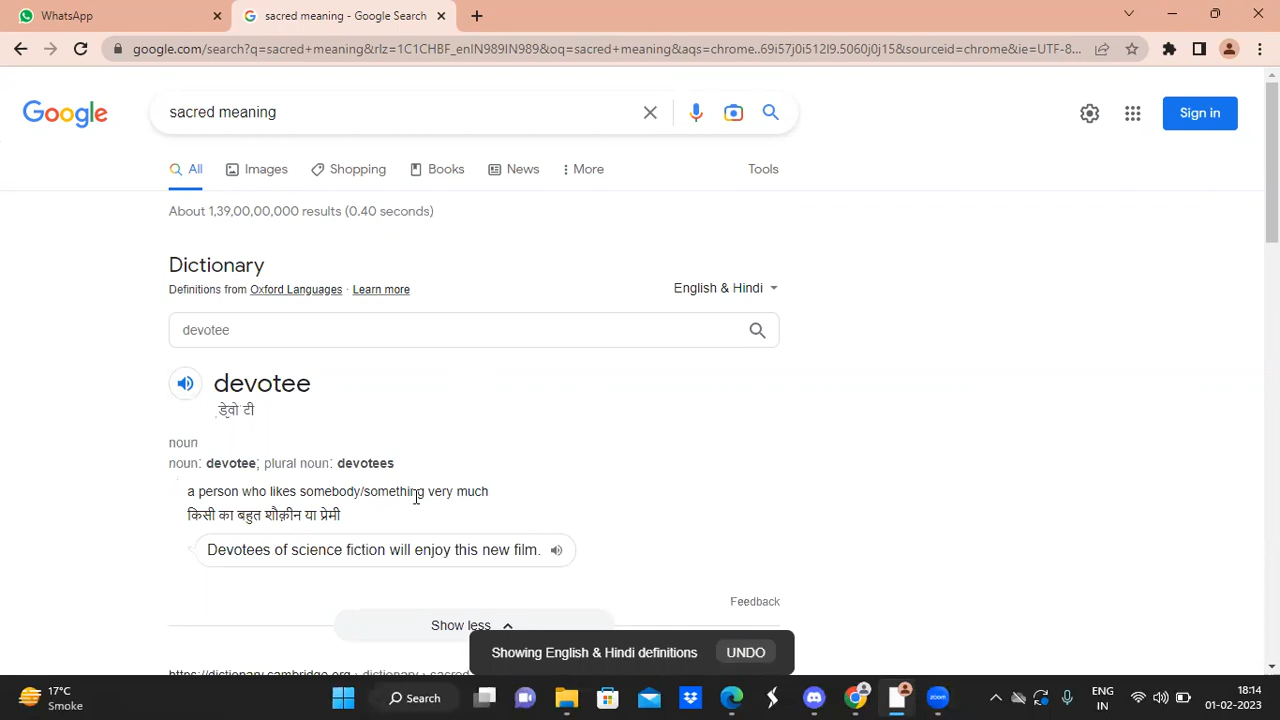 WhatsApp
sacred meaning - Google Search
google.com/search?q=sacred+meaning&rlz=1C1CHBF_enIN989IN989&oq=sacred+meaning&aqs=chrome..69i57j0i512l9.5060j0j15&sourceid=chrome&ie=UTF-8...
Google
sacred meaning
Sign in
All Images Shopping Books News More Tools
About 1,39,00,00,000 results (0.40 seconds)
Dictionary
Definitions from Oxford Languages · Learn more
English & Hindi
devotee
devotee
डे़वो टी
noun
noun: devotee; plural noun: devotees
a person who likes somebody/something very much
किसी का बहुत शौक़ीन या प्रेमी
Devotees of science fiction will enjoy this new film.
Feedback
Show less
Showing English & Hindi definitions UNDO
17°C
Smoke
Search
zoom
ENG
IN
18:14
01-02-2023